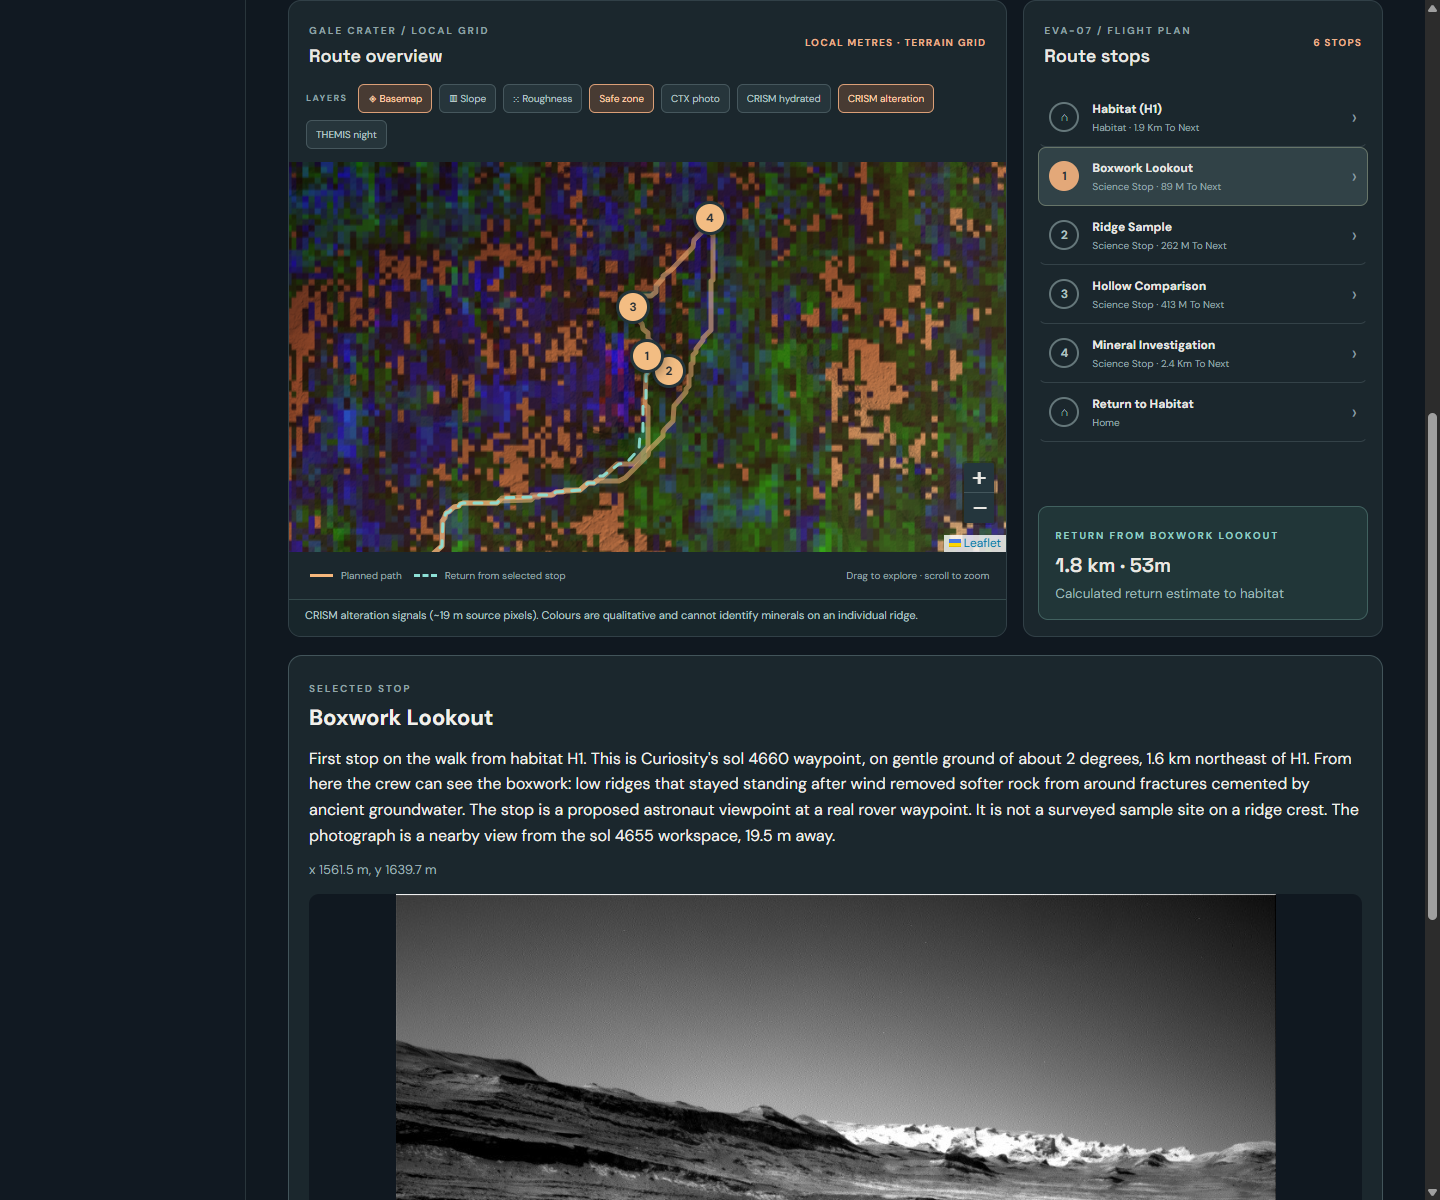 GALE CRATER / LOCAL GRID
Route overview
LOCAL METRES · TERRAIN GRID
LAYERS
Basemap
Slope
Roughness
Safe zone
CTX photo
CRISM hydrated
CRISM alteration
THEMIS night
4
3
1
2
+
−
Leaflet
Planned path
Return from selected stop
Drag to explore · scroll to zoom
CRISM alteration signals (~19 m source pixels). Colours are qualitative and cannot identify minerals on an individual ridge.
EVA-07 / FLIGHT PLAN
Route stops
6 STOPS
Habitat (H1)
Habitat · 1.9 Km To Next
1
Boxwork Lookout
Science Stop · 89 M To Next
2
Ridge Sample
Science Stop · 262 M To Next
3
Hollow Comparison
Science Stop · 413 M To Next
4
Mineral Investigation
Science Stop · 2.4 Km To Next
Return to Habitat
Home
RETURN FROM BOXWORK LOOKOUT
1.8 km · 53m
Calculated return estimate to habitat
SELECTED STOP
Boxwork Lookout
First stop on the walk from habitat H1. This is Curiosity's sol 4660 waypoint, on gentle ground of about 2 degrees, 1.6 km northeast of H1. From
here the crew can see the boxwork: low ridges that stayed standing after wind removed softer rock from around fractures cemented by
ancient groundwater. The stop is a proposed astronaut viewpoint at a real rover waypoint. It is not a surveyed sample site on a ridge crest. The
photograph is a nearby view from the sol 4655 workspace, 19.5 m away.
x 1561.5 m, y 1639.7 m